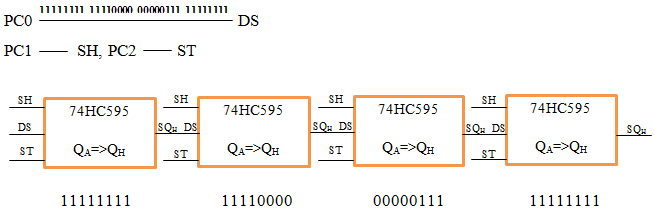 11111111 11110000 00000111 11111111
PC0 DS
PC1 SH, PC2 ST
SH SH SH SH
74HC595 74HC595 74HC595 74HC595
DS SQH DS SQH DS SQH DS SQH
ST QA=>QH ST QA=>QH ST QA=>QH ST QA=>QH
11111111 11110000 00000111 11111111